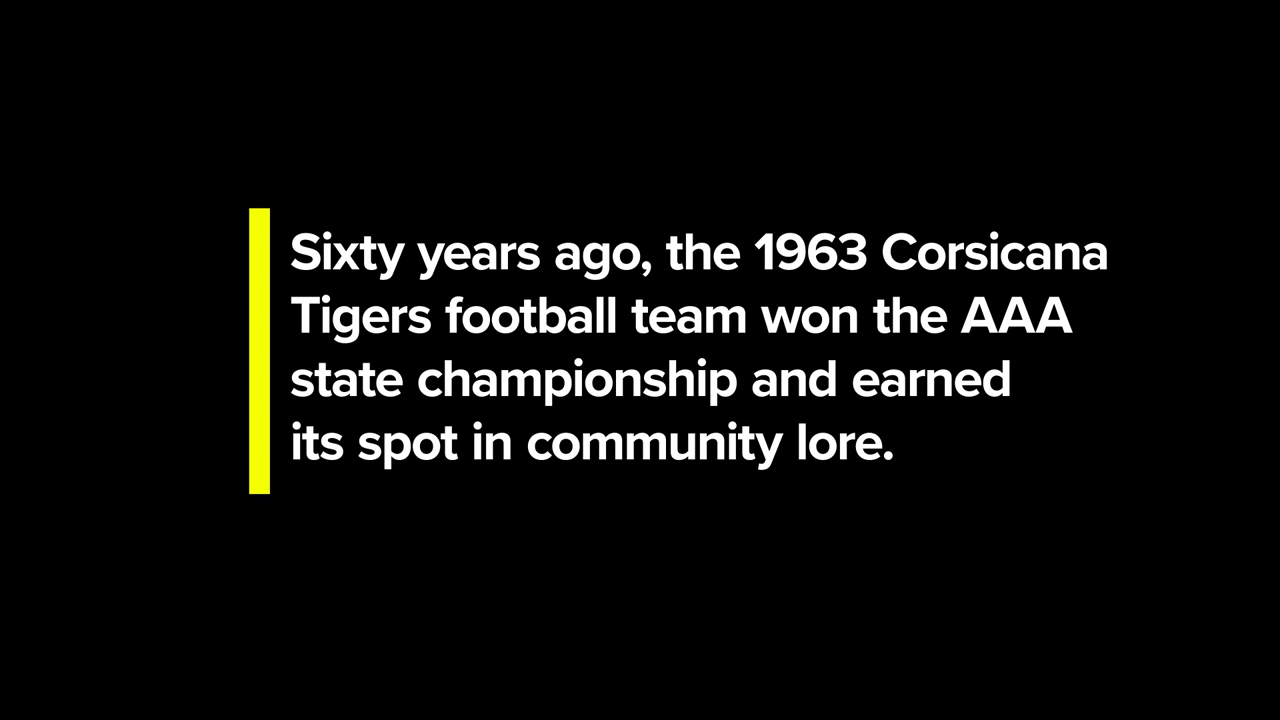 Sixty years ago, the 1963 Corsicana
Tigers football team won the AAA
state championship and earned
its spot in community lore.